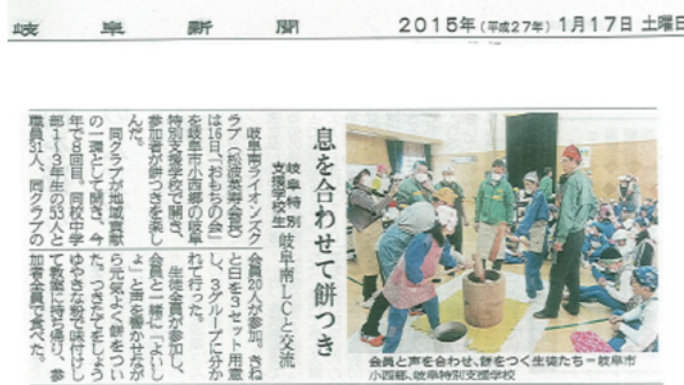 岐阜新聞
2015年(平成27年)1月17日 土曜日
息を合わせて餅つき
岐阜特別
支援学校生
岐阜南LCと交流
岐阜南ライオンズク
ラブ(松波英寿会長)
は16日、「おもちの会」
を岐阜市小西郷の岐阜
特別支援学校で開き、
参加者が餅つきを楽し
んだ。
同クラブが地域貢献
の一環として開き、今
年で8回目。同校中学
部1〜3年生の53人と
職員31人、同クラブの
会員20人が参加。きね
と臼を3セット用意
し、3グループに分か
れて行った。
生徒会員が参加し、
会員と一緒に「よいし
ょ」と声を響かせなが
ら元気よく餅をつい
た。つきたてをしょう
ゆやきな粉で味付けし
て教室に持ち帰り、参
加者全員で食べた。
会員と声を合わせ、餅をつく生徒たち=岐阜市
小西郷、岐阜特別支援学校